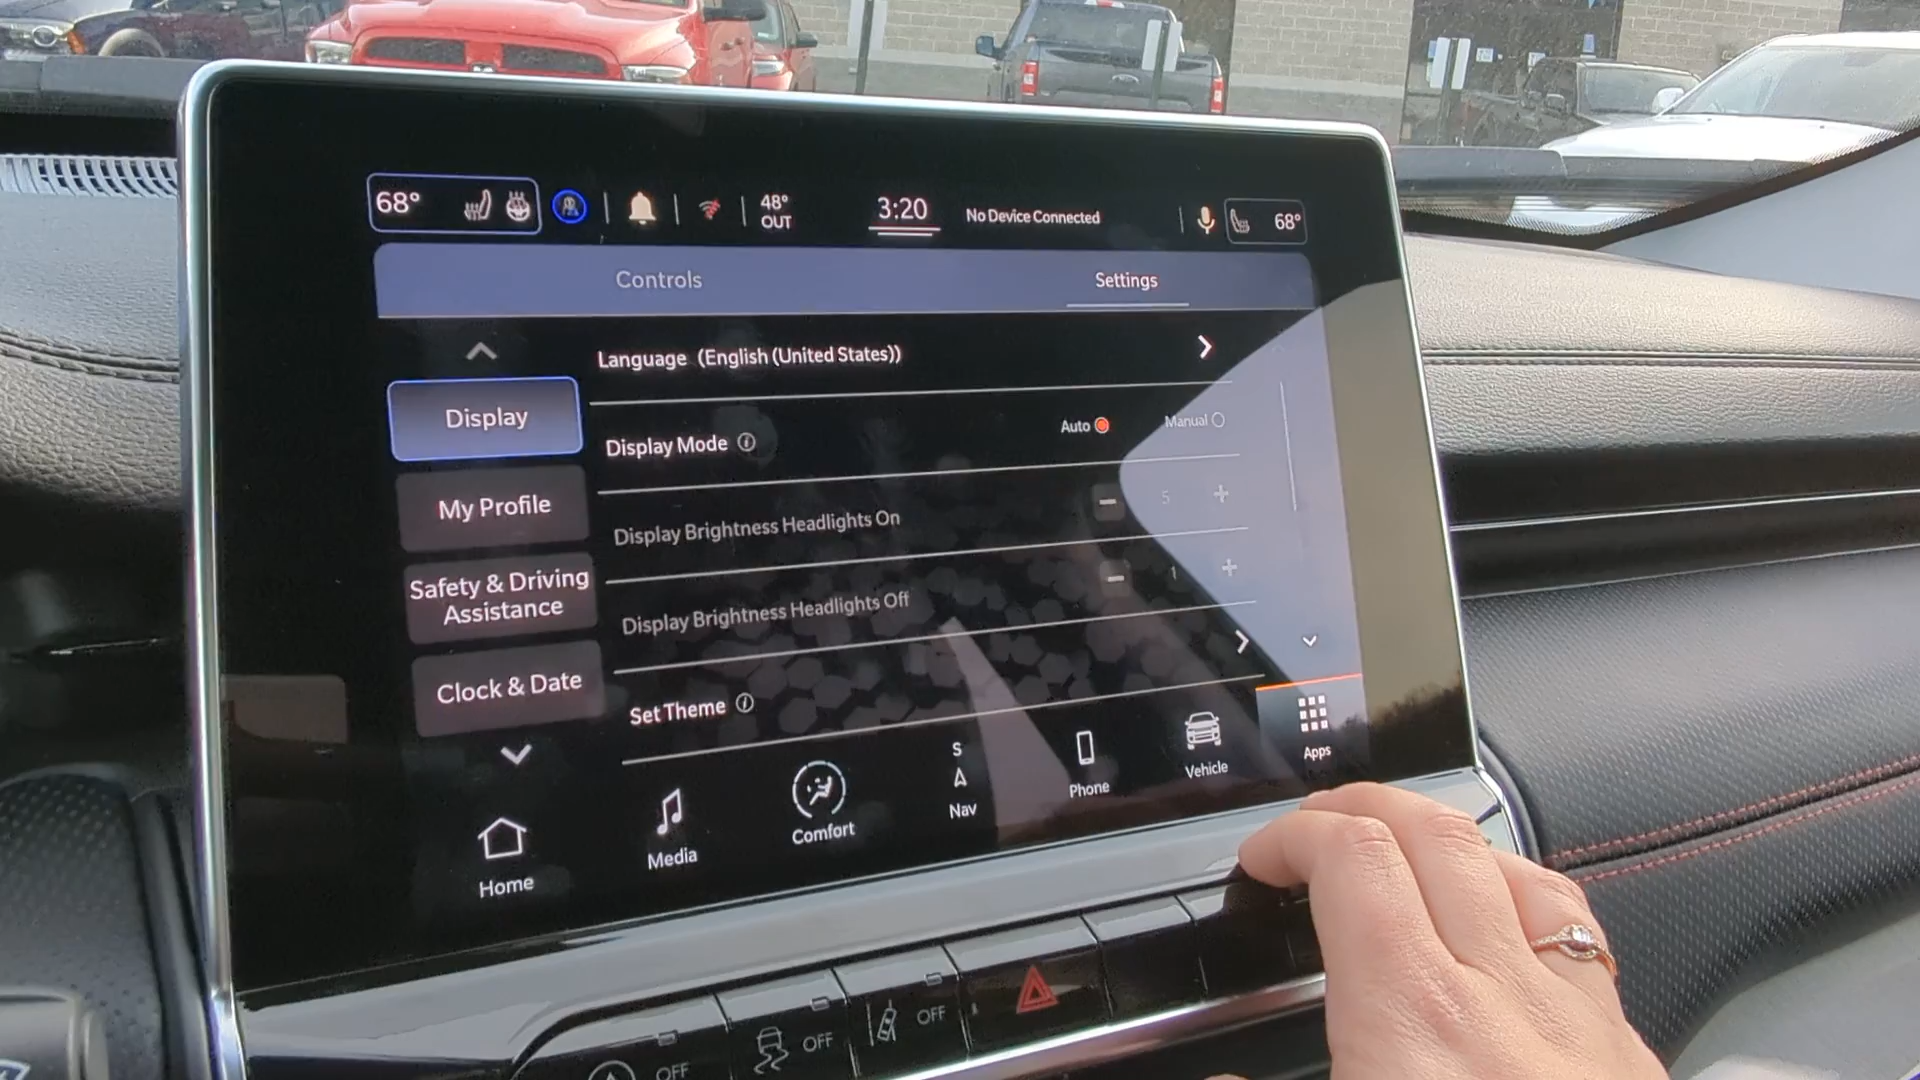 68°
48°
OUT
3:20
No Device Connected
68°
Controls
Settings
Display
My Profile
Safety & Driving
Assistance
Clock & Date
Language (English (United States))
Display Mode
Auto
Manual
Display Brightness Headlights On
5
Display Brightness Headlights Off
1
Set Theme
Home
Media
Comfort
S
Nav
Phone
Vehicle
Apps
OFF
OFF
OFF